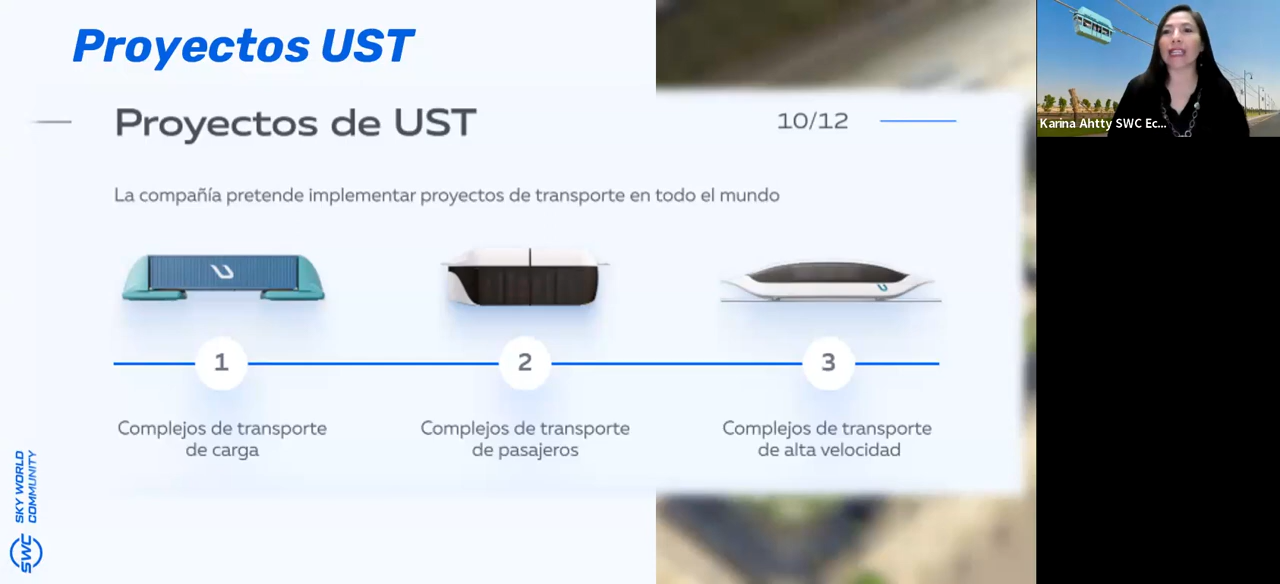 Proyectos UST
Proyectos de UST
10/12
La compañía pretende implementar proyectos de transporte en todo el mundo
1
2
3
Complejos de transporte
de carga
Complejos de transporte
de pasajeros
Complejos de transporte
de alta velocidad
SKY WORLD
COMMUNITY
SWC
Karina Ahtty SWC Ec...